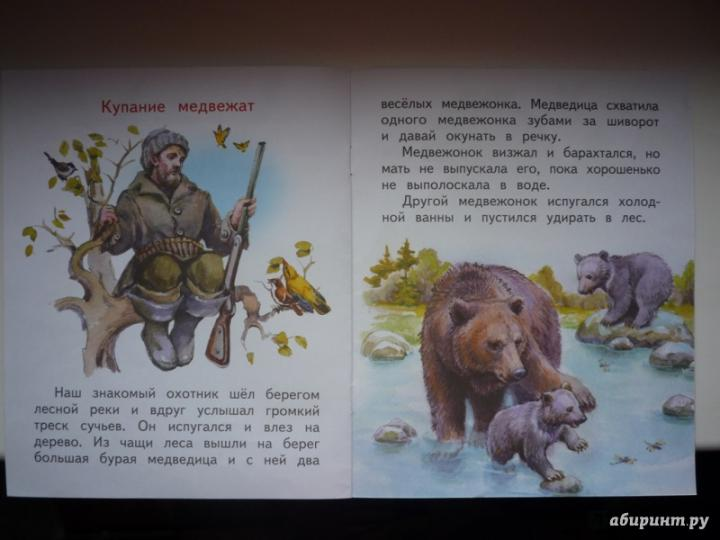 Купание медвежат
Наш знакомый охотник шёл берегом
лесной реки и вдруг услышал громкий
треск сучьев. Он испугался и влез на
дерево. Из чащи леса вышли на берег
большая бурая медведица и с ней два
весёлых медвежонка. Медведица схватила
одного медвежонка зубами за шиворот
и давай окунать в речку.
Медвежонок визжал и барахтался, но
мать не выпускала его, пока хорошенько
не выполоскала в воде.
Другой медвежонок испугался холод-
ной ванны и пустился удирать в лес.
абиринт.ру